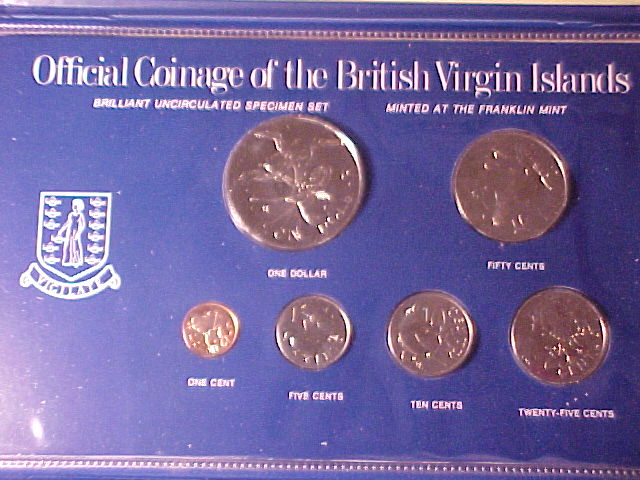 Official Coinage of the British Virgin Islands
BRILLIANT UNCIRCULATED SPECIMEN SET MINTED AT THE FRANKLIN MINT
VIGILATE
ONE DOLLAR
FIFTY CENTS
ONE CENT
FIVE CENTS
TEN CENTS
TWENTY-FIVE CENTS